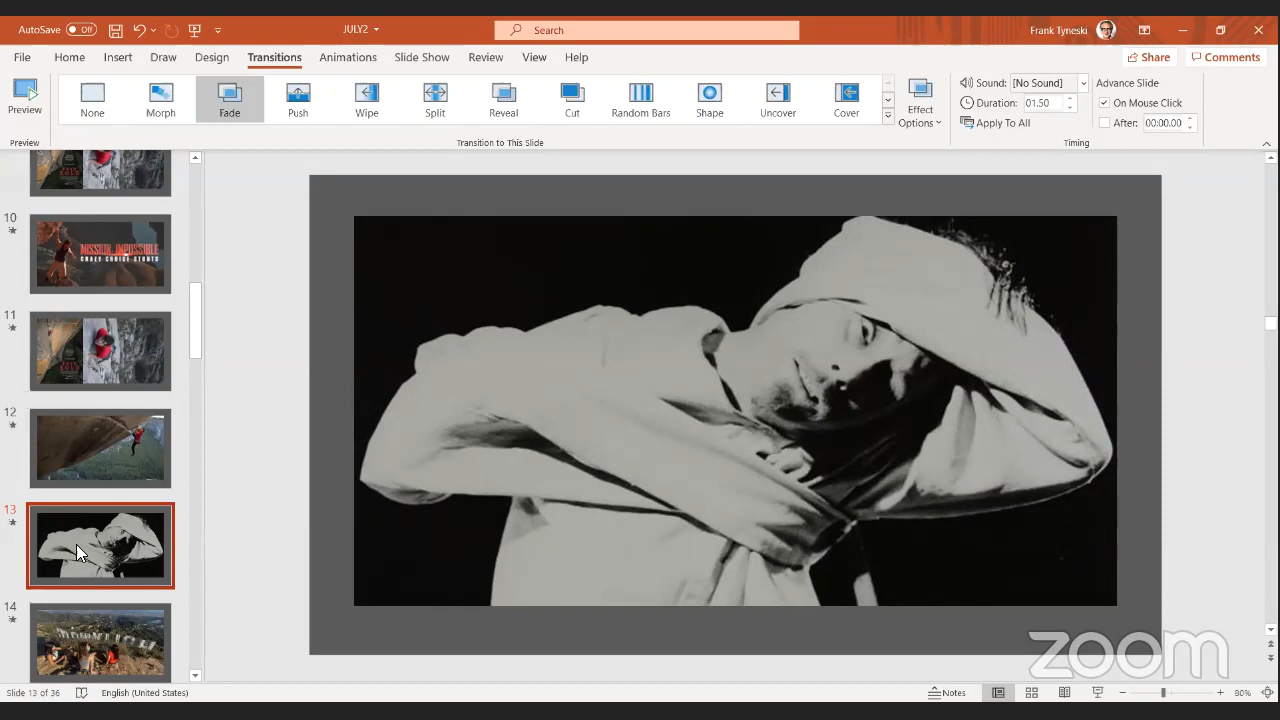 AutoSave Off JULY2 Search Frank Tyneski
File Home Insert Draw Design Transitions Animations Slide Show Review View Help Share Comments
Preview None Morph Fade Push Wipe Split Reveal Cut Random Bars Shape Uncover Cover Effect Options
Sound: [No Sound] Advance Slide
Duration: 01.50 On Mouse Click
Apply To All After: 00:00.00
Preview Transition to This Slide Timing
10
MISSION IMPOSSIBLE
CRAZY CRUISE STUNTS
11
12
13
14
zoom
Slide 13 of 36 English (United States) Notes 80%